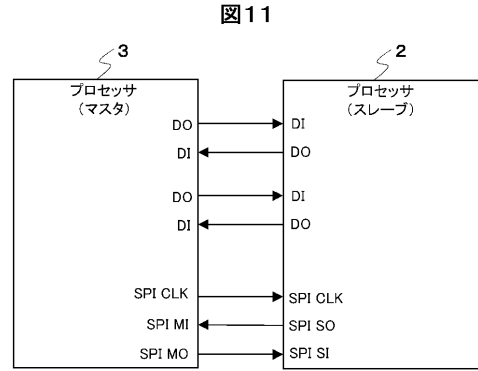 図11
3
2
プロセッサ
(マスタ)
プロセッサ
(スレーブ)
DO
DI
DI
DO
DO
DI
DI
DO
SPI CLK
SPI CLK
SPI MI
SPI SO
SPI MO
SPI SI